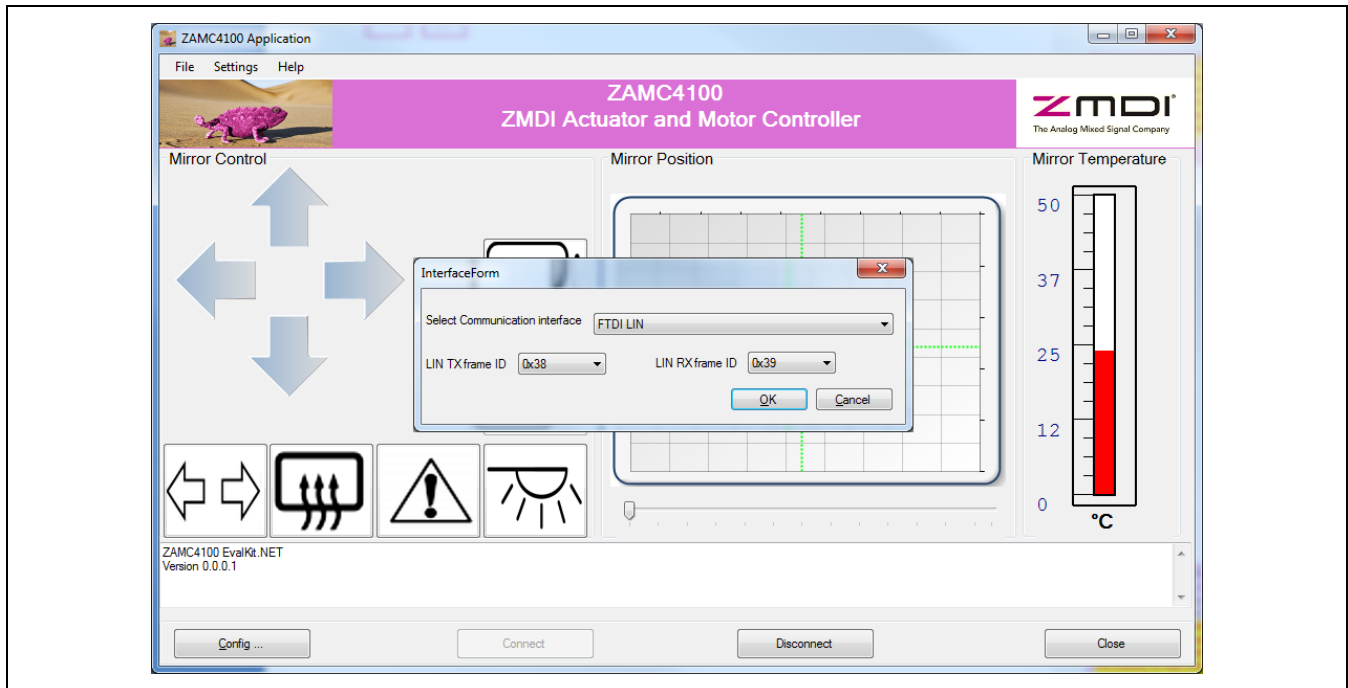 ZAMC4100 Application
File Settings Help
ZAMC4100
ZMDI Actuator and Motor Controller
ZMDI
The Analog Mixed Signal Company
Mirror Control
Mirror Position
Mirror Temperature
50
37
25
12
0
°C
InterfaceForm
Select Communication interface FTDI LIN
LIN TX frame ID 0x38 LIN RX frame ID 0x39
OK Cancel
ZAMC4100 EvalKit.NET
Version 0.0.0.1
Config ... Connect Disconnect Close